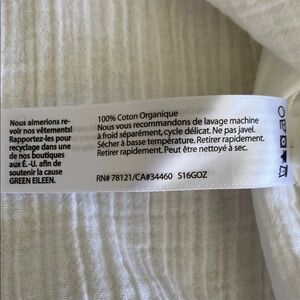 Nous aimerions re-
voir nos vêtements!
Rapportez-les pour
recyclage dans une
de nos boutiques
aux É.-U. afin de
soutenir la cause
GREEN EILEEN.
100% Coton Organique
Nous vous recommandons de lavage machine
à froid séparément, cycle délicat. Ne pas javel.
Sécher à basse température. Retirer rapidement.
Retirer rapidement. Peut être nettoyé à sec.
RN# 78121/CA#34460 S16GOZ